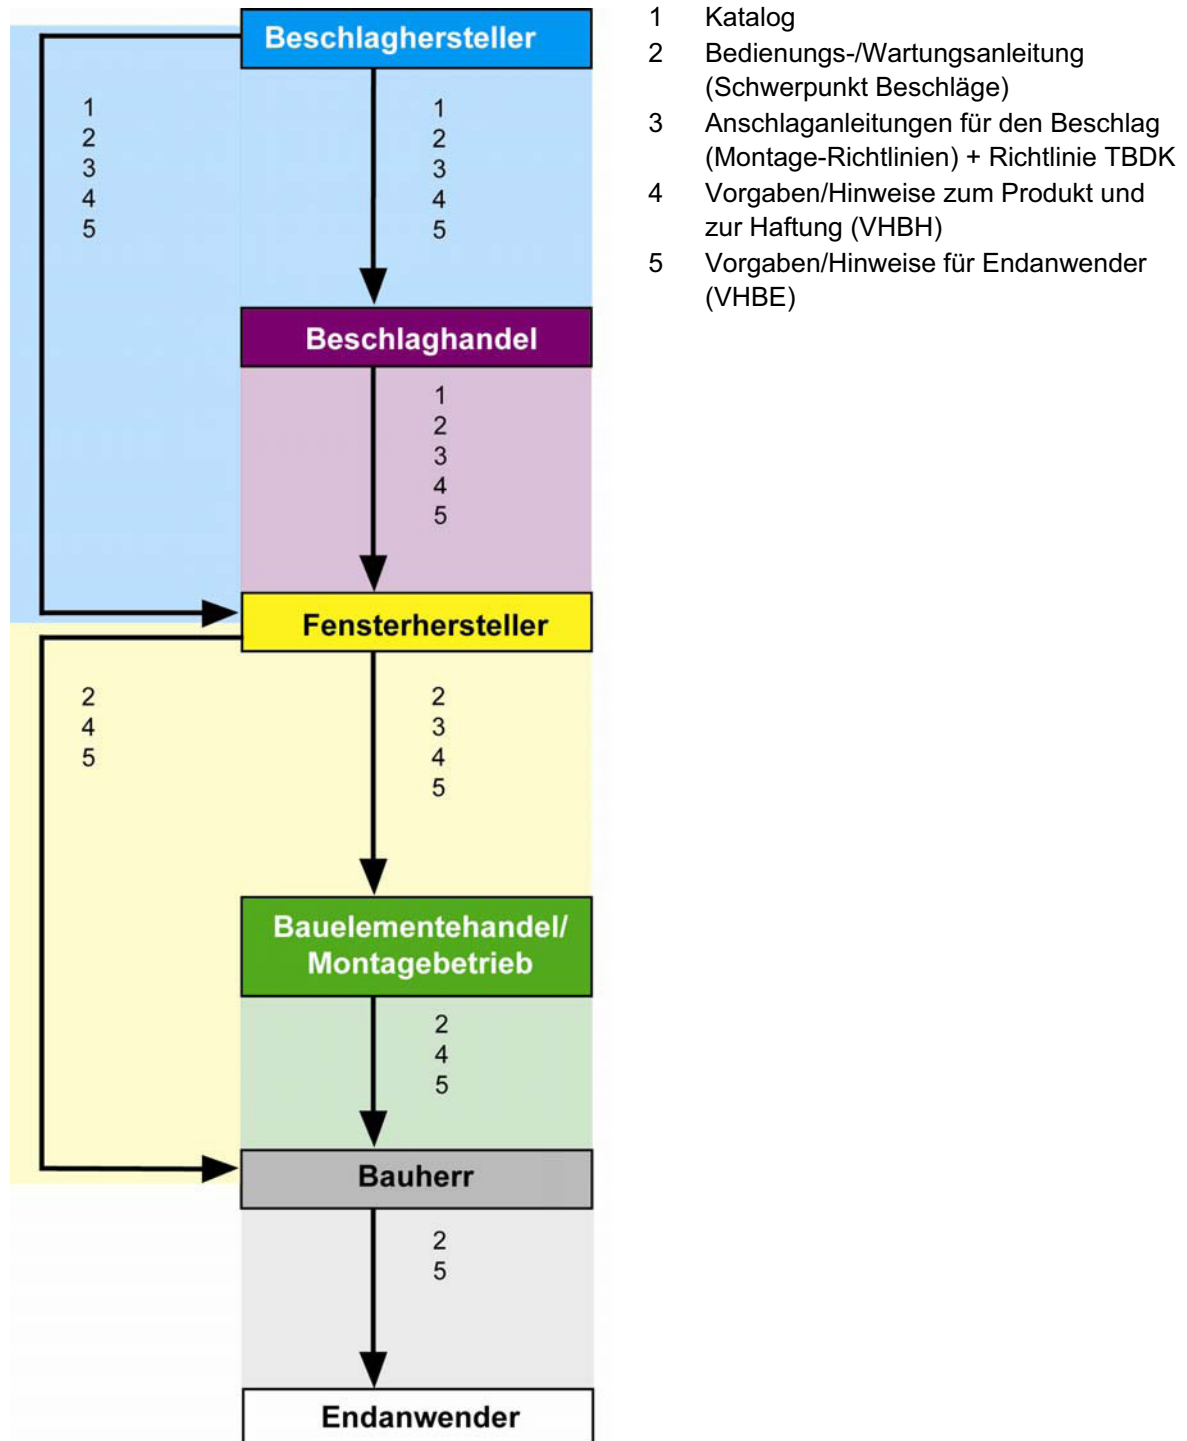 Beschlaghersteller
1 1
2 2
3 3
4 4
5 5
Beschlaghandel
1
2
3
4
5
Fensterhersteller
2 2
4 3
5 4
5
Bauelementehandel/
Montagebetrieb
2
4
5
Bauherr
2
5
Endanwender
1 Katalog
2 Bedienungs-/Wartungsanleitung
(Schwerpunkt Beschläge)
3 Anschlaganleitungen für den Beschlag
(Montage-Richtlinien) + Richtlinie TBDK
4 Vorgaben/Hinweise zum Produkt und
zur Haftung (VHBH)
5 Vorgaben/Hinweise für Endanwender
(VHBE)